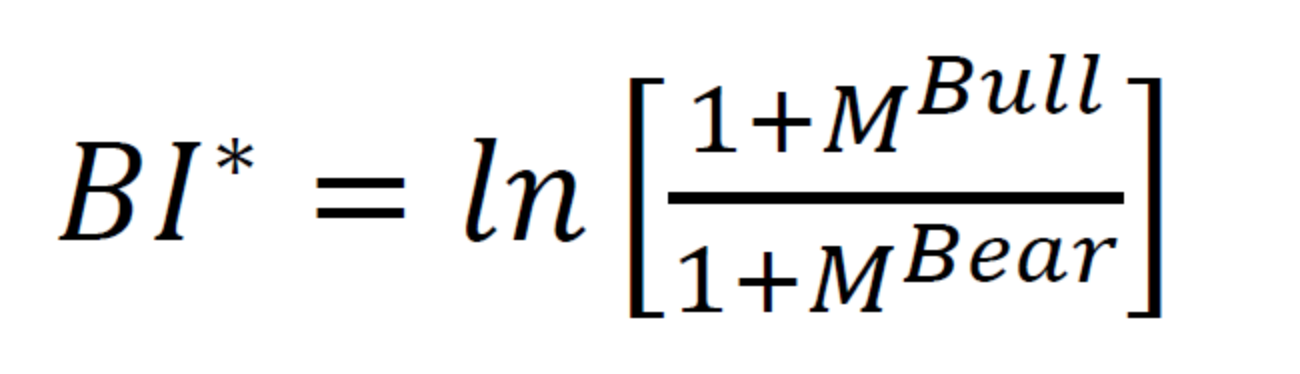 BI* = ln [ 1+M^Bull / 1+M^Bear ]